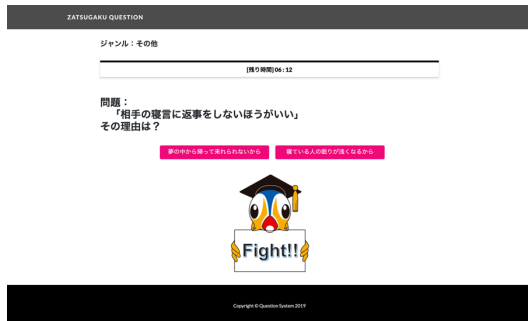 ZATSUGAKU QUESTION
ジャンル：その他
[残り時間] 06 : 12
問題：
「相手の寝言に返事をしないほうがいい」
その理由は？
夢の中から帰って来れられないから
寝ている人の眠りが浅くなるから
Fight!!
Copyright © Question System 2019